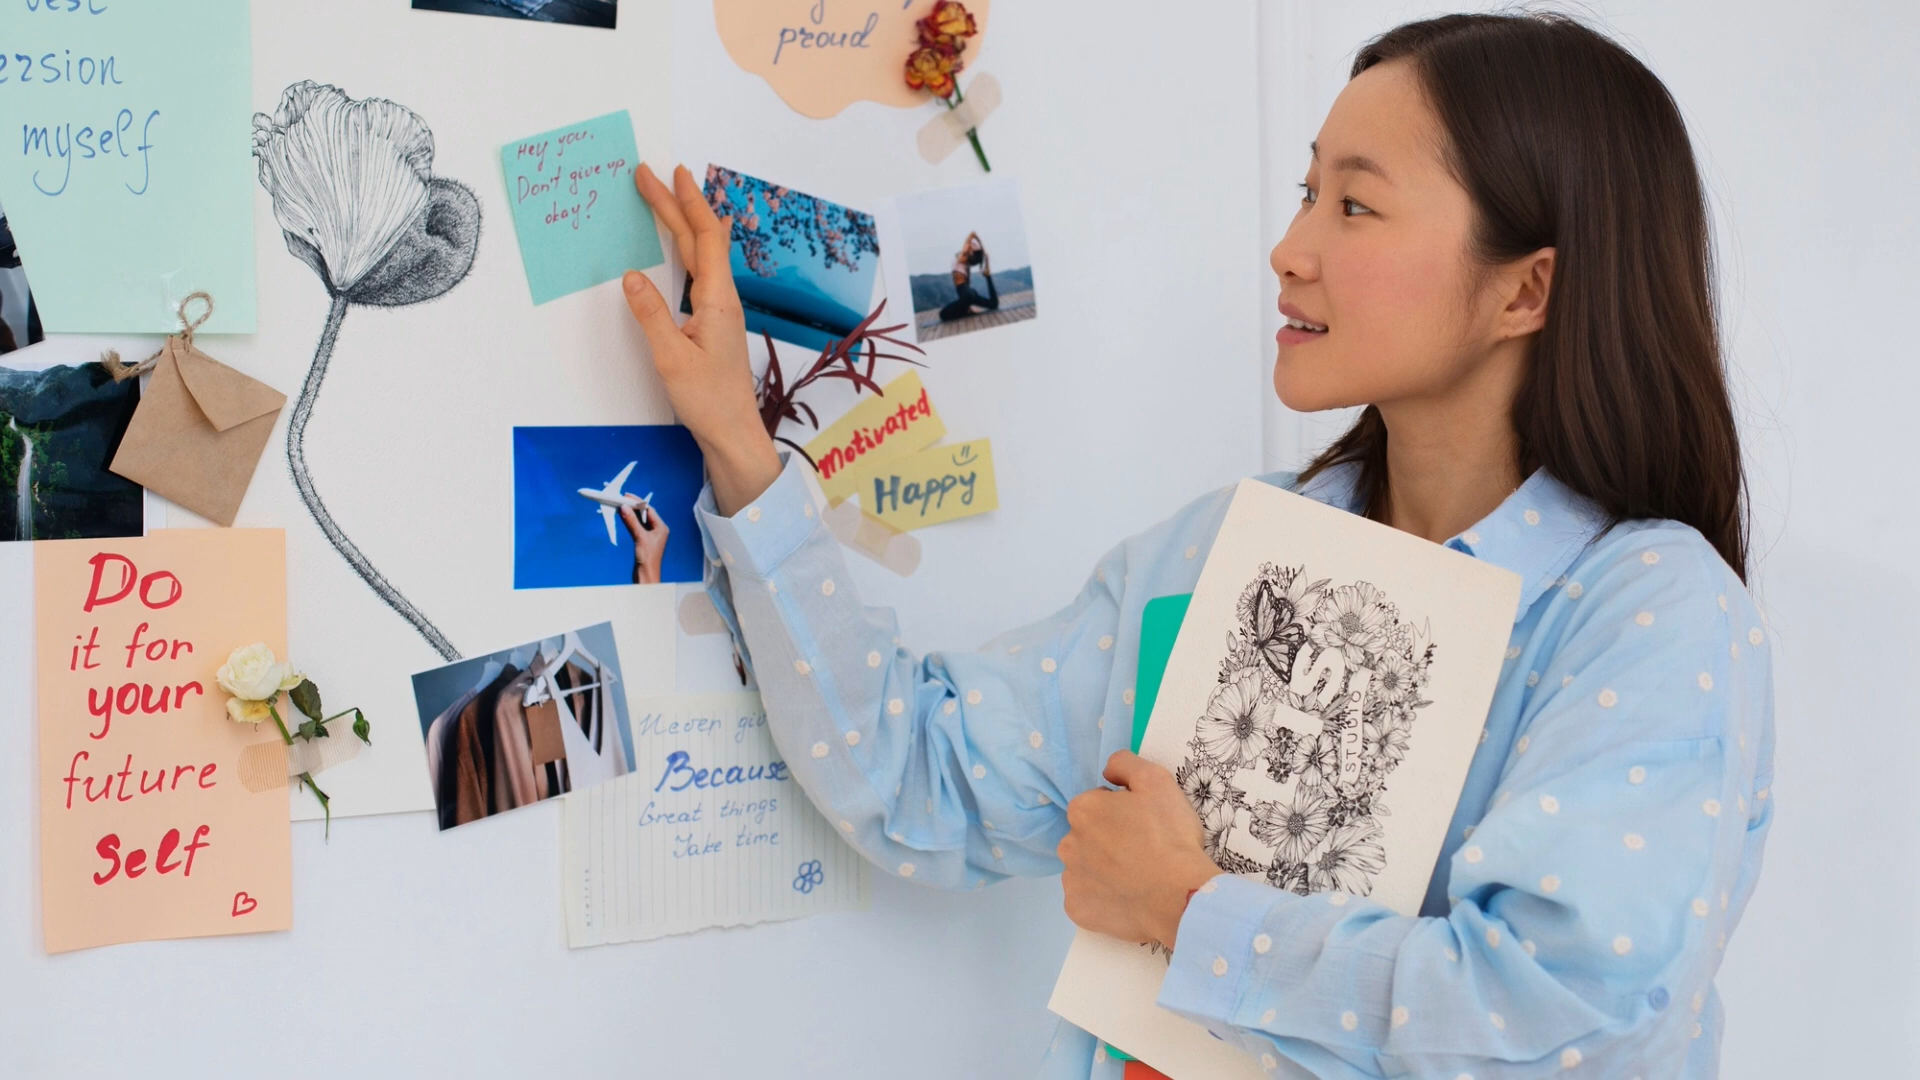 myself
proud
Hey you,
Don't give up,
okay?
Motivated
Happy
Do
it for
your
future
Self
Never
Because
Great things
Take time
STUDIO